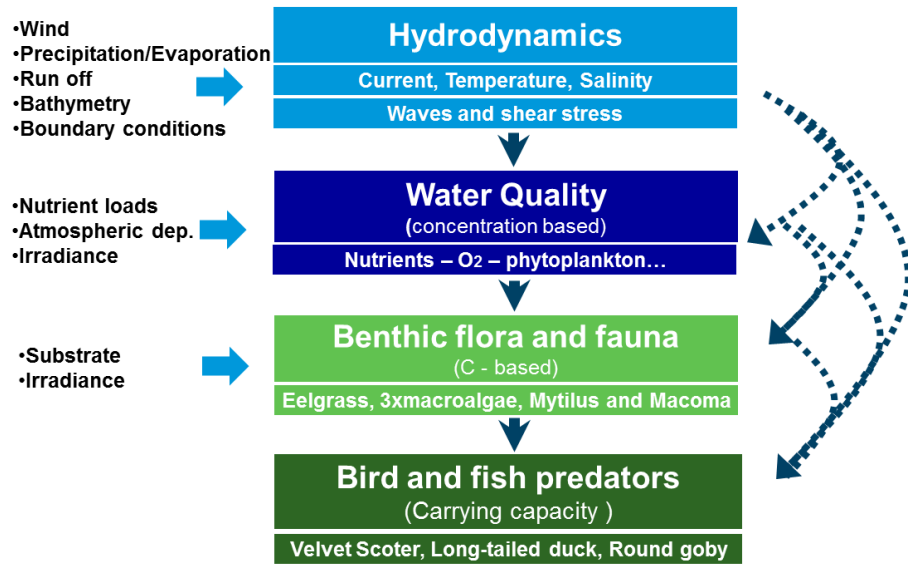 •Wind
•Precipitation/Evaporation
•Run off
•Bathymetry
•Boundary conditions
Hydrodynamics
Current, Temperature, Salinity
Waves and shear stress
•Nutrient loads
•Atmospheric dep.
•Irradiance
Water Quality
(concentration based)
Nutrients – O2 – phytoplankton…
•Substrate
•Irradiance
Benthic flora and fauna
(C - based)
Eelgrass, 3xmacroalgae, Mytilus and Macoma
Bird and fish predators
(Carrying capacity )
Velvet Scoter, Long-tailed duck, Round goby